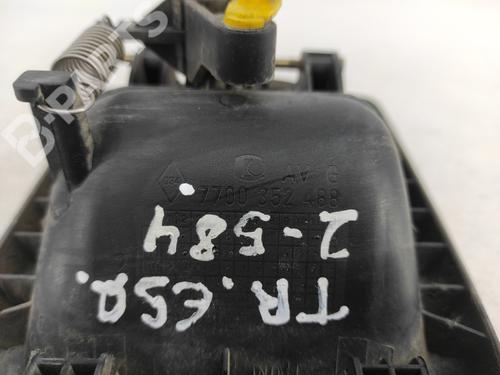 B-PARTS
AV G
7700 352 488
2-584
TR.ESQ.